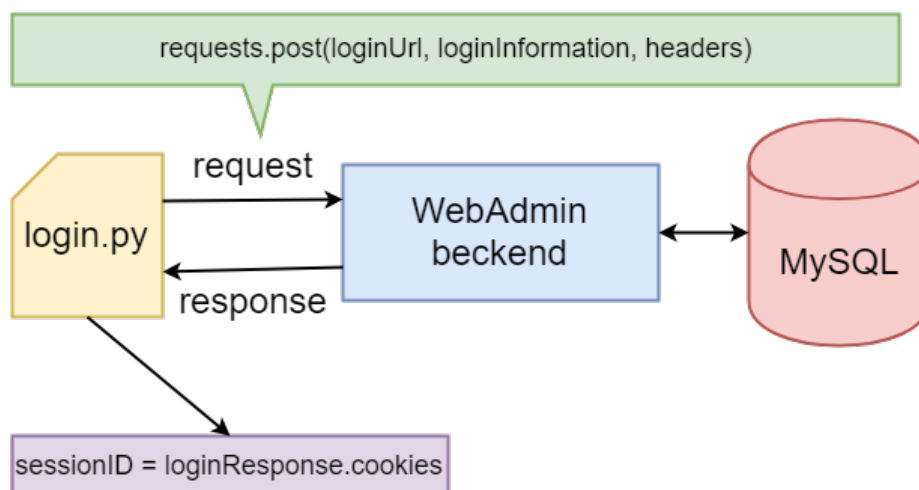 requests.post(loginUrl, loginInformation, headers)
request
login.py
WebAdmin
beckend
MySQL
response
sessionID = loginResponse.cookies